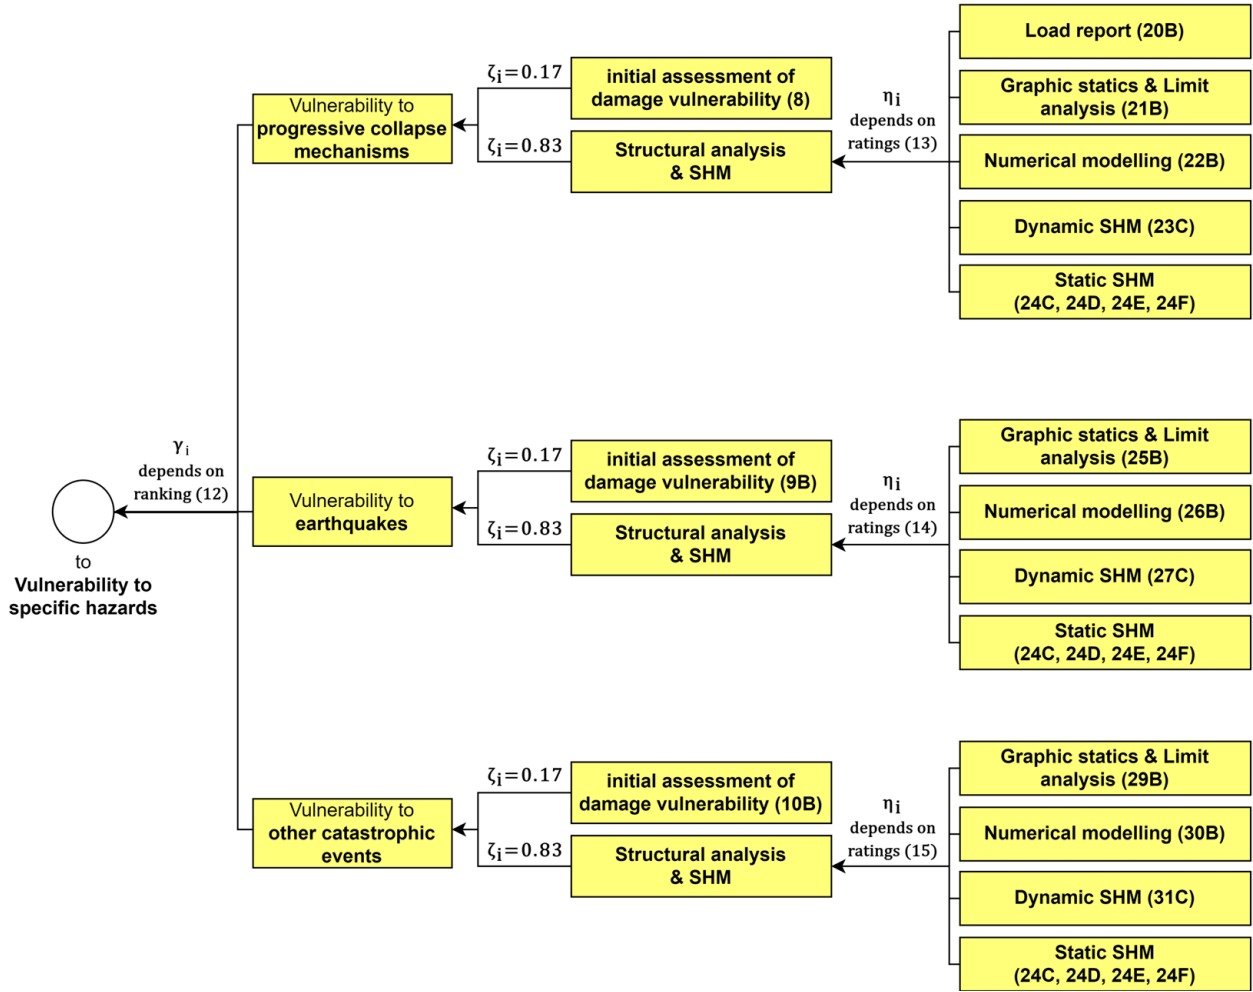 Load report (20B)
ζi=0.17
initial assessment of
damage vulnerability (8)
Graphic statics & Limit
analysis (21B)
ηi
depends on
ratings (13)
Vulnerability to
progressive collapse
mechanisms
ζi=0.83
Structural analysis
& SHM
Numerical modelling (22B)
Dynamic SHM (23C)
Static SHM
(24C, 24D, 24E, 24F)
γi
depends on
ranking (12)
to
Vulnerability to
specific hazards
Vulnerability to
earthquakes
ζi=0.17
initial assessment of
damage vulnerability (9B)
ζi=0.83
Structural analysis
& SHM
ηi
depends on
ratings (14)
Graphic statics & Limit
analysis (25B)
Numerical modelling (26B)
Dynamic SHM (27C)
Static SHM
(24C, 24D, 24E, 24F)
Vulnerability to
other catastrophic
events
ζi=0.17
initial assessment of
damage vulnerability (10B)
ζi=0.83
Structural analysis
& SHM
ηi
depends on
ratings (15)
Graphic statics & Limit
analysis (29B)
Numerical modelling (30B)
Dynamic SHM (31C)
Static SHM
(24C, 24D, 24E, 24F)